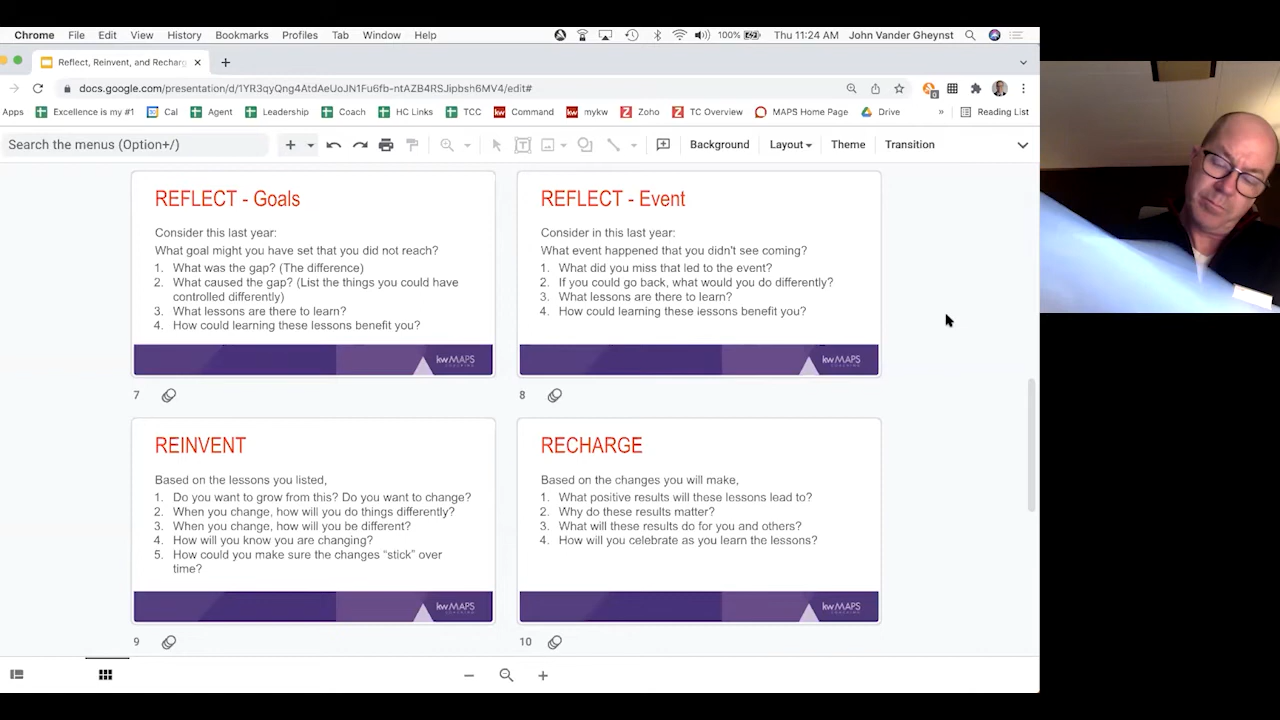 Chrome File Edit View History Bookmarks Profiles Tab Window Help 100% Thu 11:24 AM John Vander Gheynst
Reflect, Reinvent, and Recharg
docs.google.com/presentation/d/1YR3qyQng4AtdAeUoJN1Fu6fb-ntAZB4RSJipbsh6MV4/edit#
Apps Excellence is my #1 Cal Agent Leadership Coach HC Links TCC Command mykw Zoho TC Overview MAPS Home Page Drive » Reading List
Search the menus (Option+/) Background Layout Theme Transition
REFLECT - Goals
Consider this last year:
What goal might you have set that you did not reach?
1. What was the gap? (The difference)
2. What caused the gap? (List the things you could have
controlled differently)
3. What lessons are there to learn?
4. How could learning these lessons benefit you?
kw MAPS
COACHING
7
REFLECT - Event
Consider in this last year:
What event happened that you didn't see coming?
1. What did you miss that led to the event?
2. If you could go back, what would you do differently?
3. What lessons are there to learn?
4. How could learning these lessons benefit you?
kw MAPS
COACHING
8
REINVENT
Based on the lessons you listed,
1. Do you want to grow from this? Do you want to change?
2. When you change, how will you do things differently?
3. When you change, how will you be different?
4. How will you know you are changing?
5. How could you make sure the changes “stick” over
time?
kw MAPS
COACHING
9
RECHARGE
Based on the changes you will make,
1. What positive results will these lessons lead to?
2. Why do these results matter?
3. What will these results do for you and others?
4. How will you celebrate as you learn the lessons?
kw MAPS
COACHING
10